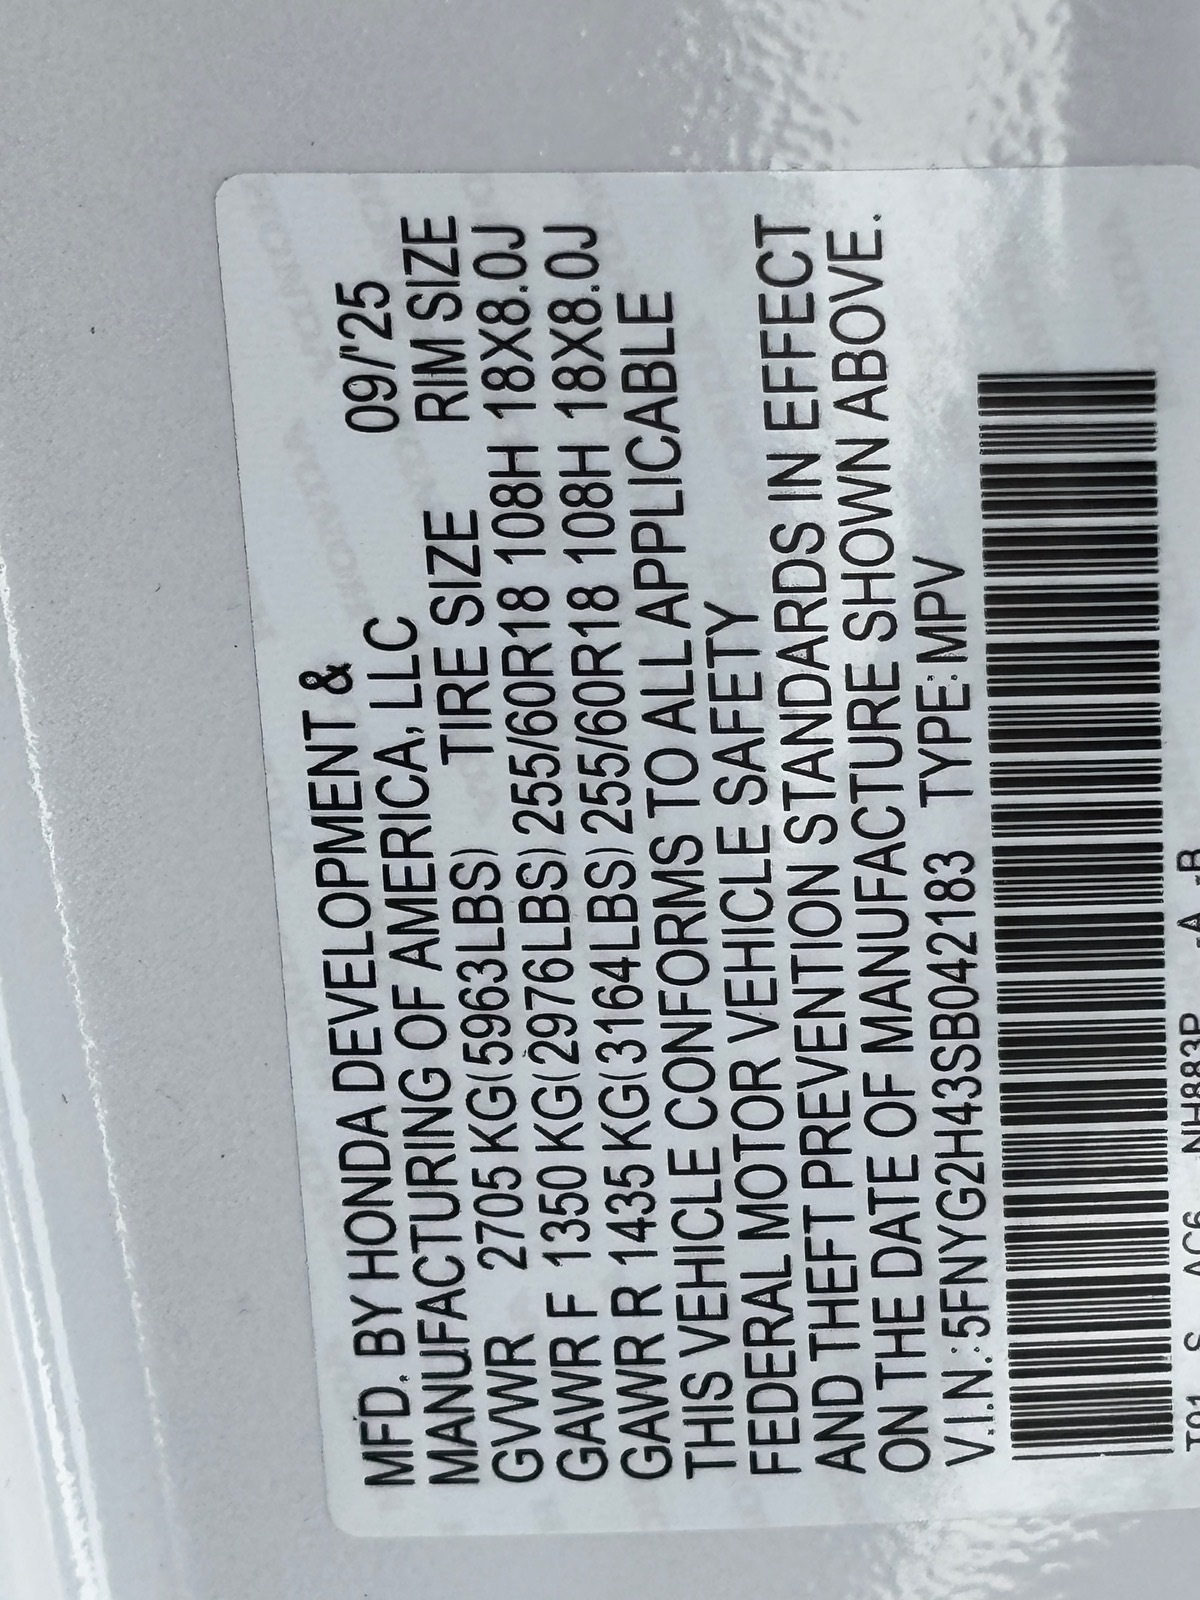 MFD. BY HONDA DEVELOPMENT &
MANUFACTURING OF AMERICA, LLC 09/'25
GVWR 2705 KG(5963LBS) TIRE SIZE RIM SIZE
GAWR F 1350 KG(2976LBS) 255/60R18 108H 18X8.0J
GAWR R 1435 KG(3164LBS) 255/60R18 108H 18X8.0J
THIS VEHICLE CONFORMS TO ALL APPLICABLE
FEDERAL MOTOR VEHICLE SAFETY
AND THEFT PREVENTION STANDARDS IN EFFECT
ON THE DATE OF MANUFACTURE SHOWN ABOVE.
V.I.N.:5FNYG2H43SB042183 TYPE:MPV